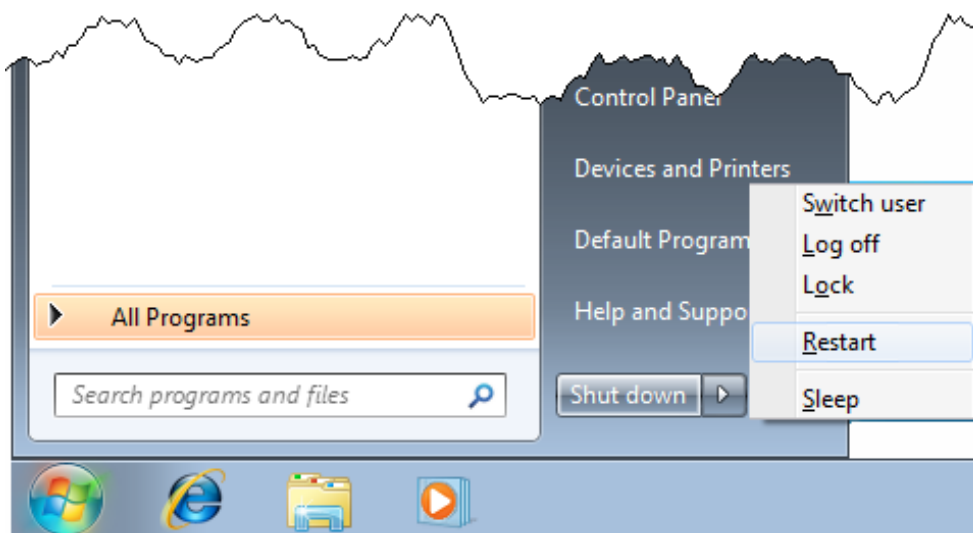 Control Panel
Devices and Printers
Default Program
Help and Suppo
All Programs
Search programs and files
Shut down
Switch user
Log off
Lock
Restart
Sleep